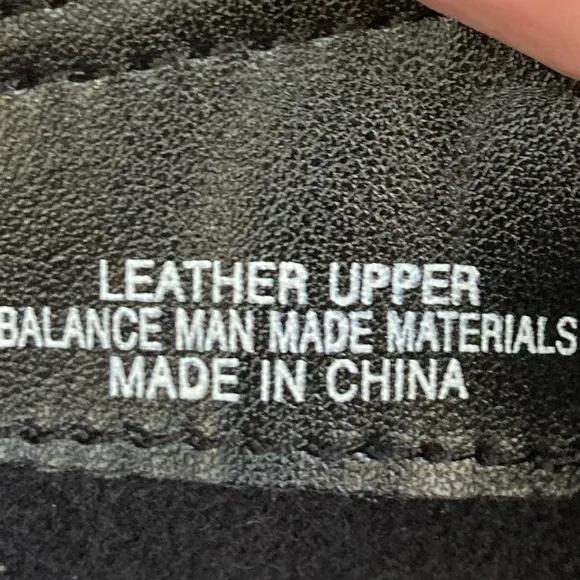 LEATHER UPPER
BALANCE MAN MADE MATERIALS
MADE IN CHINA